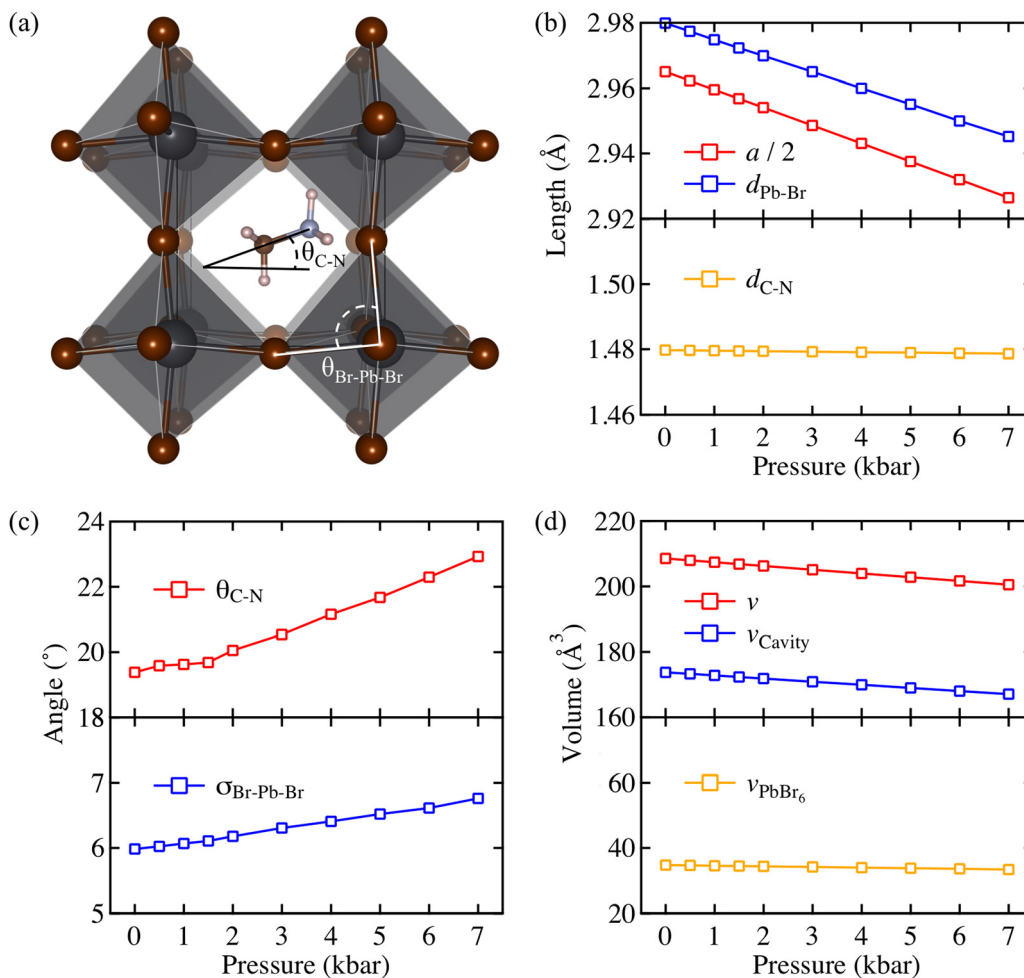 (a)
θC-N
θBr-Pb-Br
(b)
2.98
2.96
2.94
2.92
1.50
1.48
1.46
Length (Å)
a / 2
dPb-Br
dC-N
0 1 2 3 4 5 6 7
Pressure (kbar)
(c)
24
22
20
18
7
6
5
Angle (°)
θC-N
σBr-Pb-Br
0 1 2 3 4 5 6 7
Pressure (kbar)
(d)
220
200
180
160
60
40
20
Volume (Å3)
v
vCavity
vPbBr6
0 1 2 3 4 5 6 7
Pressure (kbar)